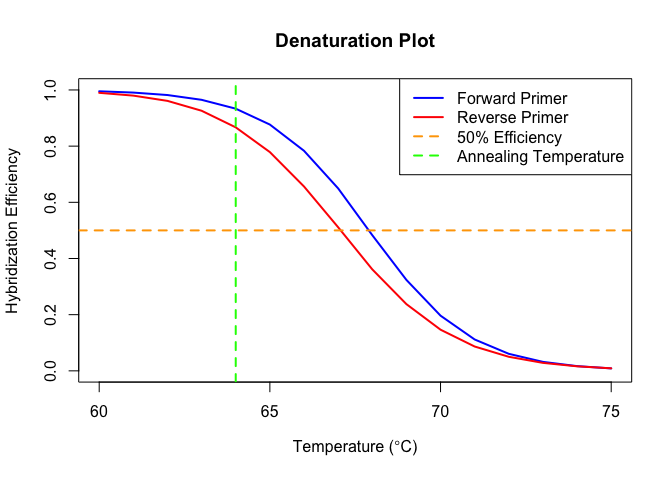 Denaturation Plot
Forward Primer
Reverse Primer
50% Efficiency
Annealing Temperature
Hybridization Efficiency
1.0
0.8
0.6
0.4
0.2
0.0
60 65 70 75
Temperature (°C)